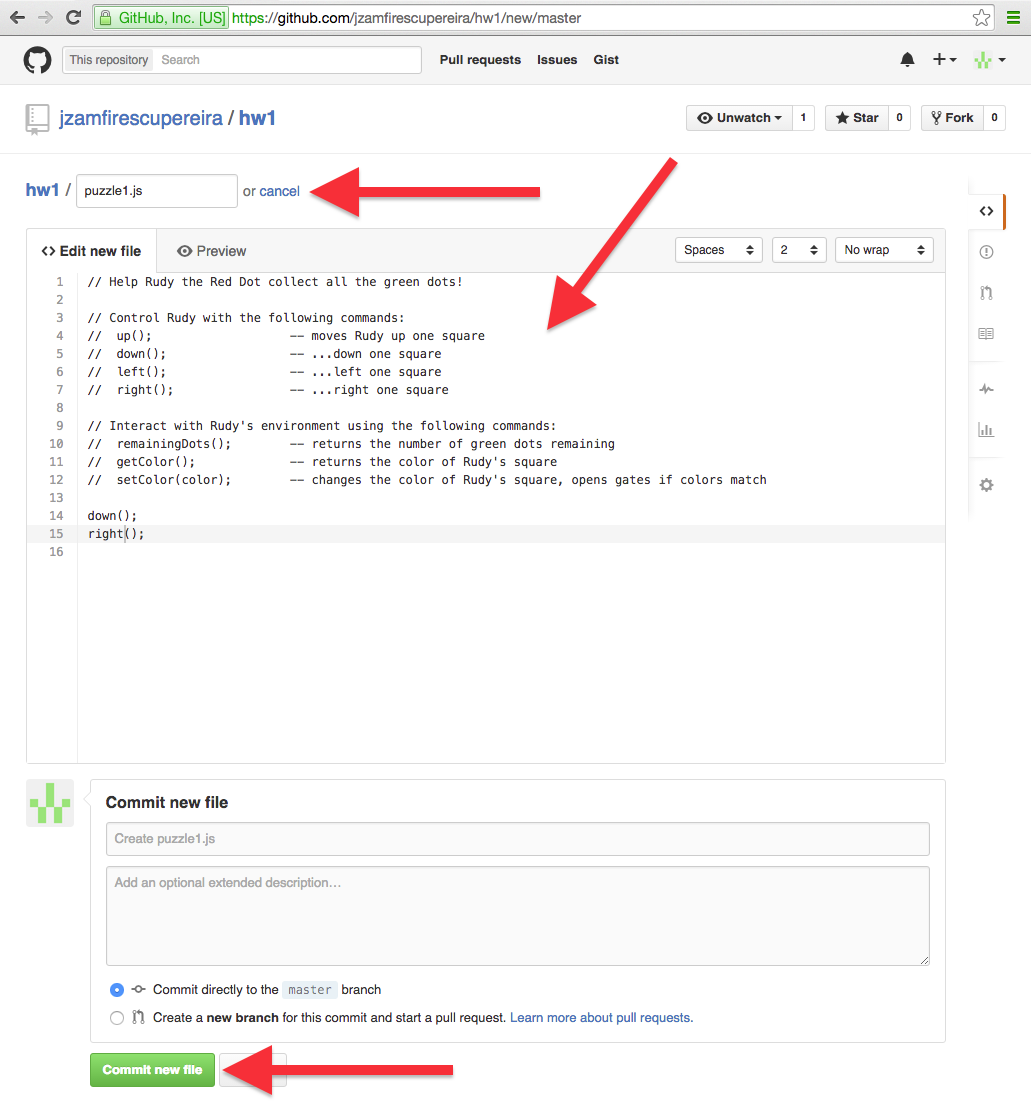 GitHub, Inc. [US] https://github.com/jzamfirescupereira/hw1/new/master
This repository Search Pull requests Issues Gist
jzamfirescupereira / hw1 Unwatch 1 Star 0 Fork 0
hw1 / puzzle1.js or cancel
<> Edit new file Preview Spaces 2 No wrap
1 // Help Rudy the Red Dot collect all the green dots!
2
3 // Control Rudy with the following commands:
4 //  up();                   -- moves Rudy up one square
5 //  down();                 -- ...down one square
6 //  left();                 -- ...left one square
7 //  right();                -- ...right one square
8
9 // Interact with Rudy's environment using the following commands:
10 //  remainingDots();        -- returns the number of green dots remaining
11 //  getColor();             -- returns the color of Rudy's square
12 //  setColor(color);        -- changes the color of Rudy's square, opens gates if colors match
13
14 down();
15 right();
16
Commit new file
Create puzzle1.js
Add an optional extended description…
Commit directly to the master branch
Create a new branch for this commit and start a pull request. Learn more about pull requests.
Commit new file